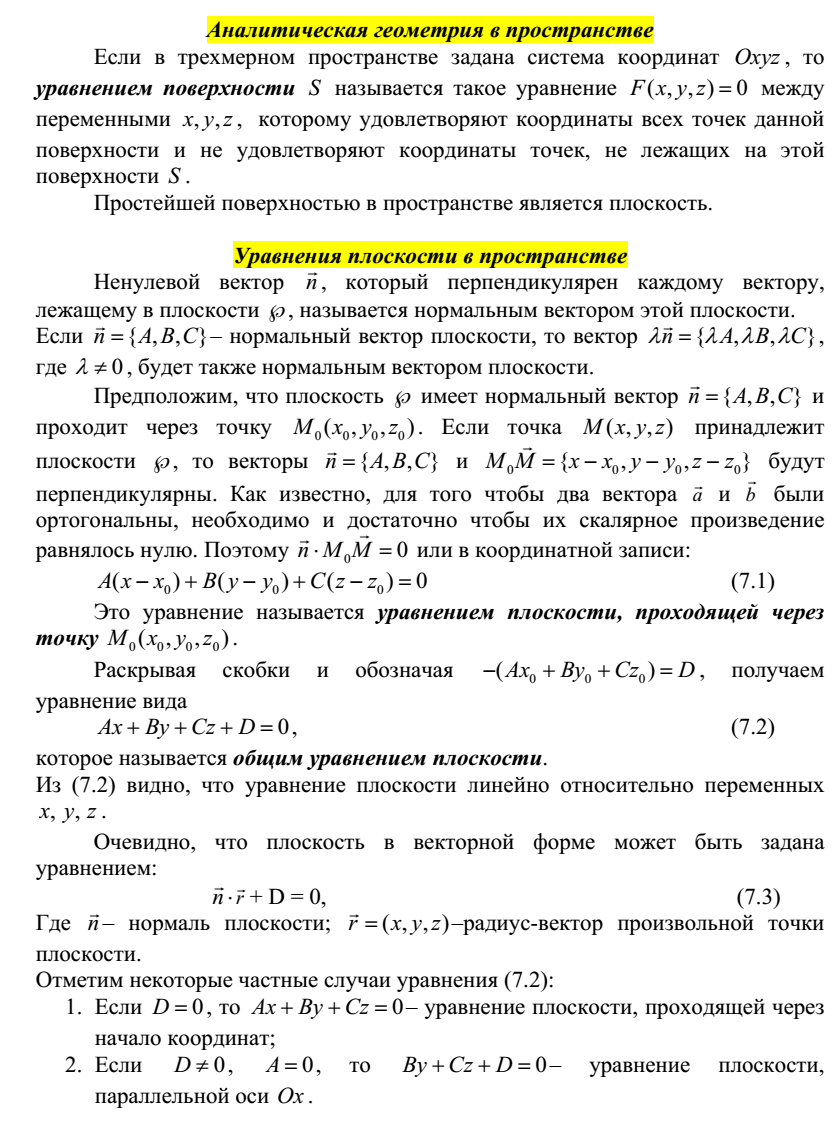 Аналитическая геометрия в пространстве
Если в трехмерном пространстве задана система координат Oxyz, то
уравнением поверхности S называется такое уравнение F(x, y, z) = 0 между
переменными x, y, z, которому удовлетворяют координаты всех точек данной
поверхности и не удовлетворяют координаты точек, не лежащих на этой
поверхности S.
Простейшей поверхностью в пространстве является плоскость.
Уравнения плоскости в пространстве
Ненулевой вектор n⃗, который перпендикулярен каждому вектору,
лежащему в плоскости ℘, называется нормальным вектором этой плоскости.
Если n⃗ = {A, B, C} – нормальный вектор плоскости, то вектор λn⃗ = {λA, λB, λC},
где λ ≠ 0, будет также нормальным вектором плоскости.
Предположим, что плоскость ℘ имеет нормальный вектор n⃗ = {A, B, C} и
проходит через точку M₀(x₀, y₀, z₀). Если точка M(x, y, z) принадлежит
плоскости ℘, то векторы n⃗ = {A, B, C} и M₀M⃗ = {x − x₀, y − y₀, z − z₀} будут
перпендикулярны. Как известно, для того чтобы два вектора a⃗ и b⃗ были
ортогональны, необходимо и достаточно чтобы их скалярное произведение
равнялось нулю. Поэтому n⃗ · M₀M⃗ = 0 или в координатной записи:
A(x − x₀) + B(y − y₀) + C(z − z₀) = 0 (7.1)
Это уравнение называется уравнением плоскости, проходящей через
точку M₀(x₀, y₀, z₀).
Раскрывая скобки и обозначая −(Ax₀ + By₀ + Cz₀) = D, получаем
уравнение вида
Ax + By + Cz + D = 0, (7.2)
которое называется общим уравнением плоскости.
Из (7.2) видно, что уравнение плоскости линейно относительно переменных
x, y, z.
Очевидно, что плоскость в векторной форме может быть задана
уравнением:
n⃗ · r⃗ + D = 0, (7.3)
Где n⃗ – нормаль плоскости; r⃗ = (x, y, z) –радиус-вектор произвольной точки
плоскости.
Отметим некоторые частные случаи уравнения (7.2):
1. Если D = 0, то Ax + By + Cz = 0 – уравнение плоскости, проходящей через
начало координат;
2. Если D ≠ 0, A = 0, то By + Cz + D = 0 – уравнение плоскости,
параллельной оси Ox.